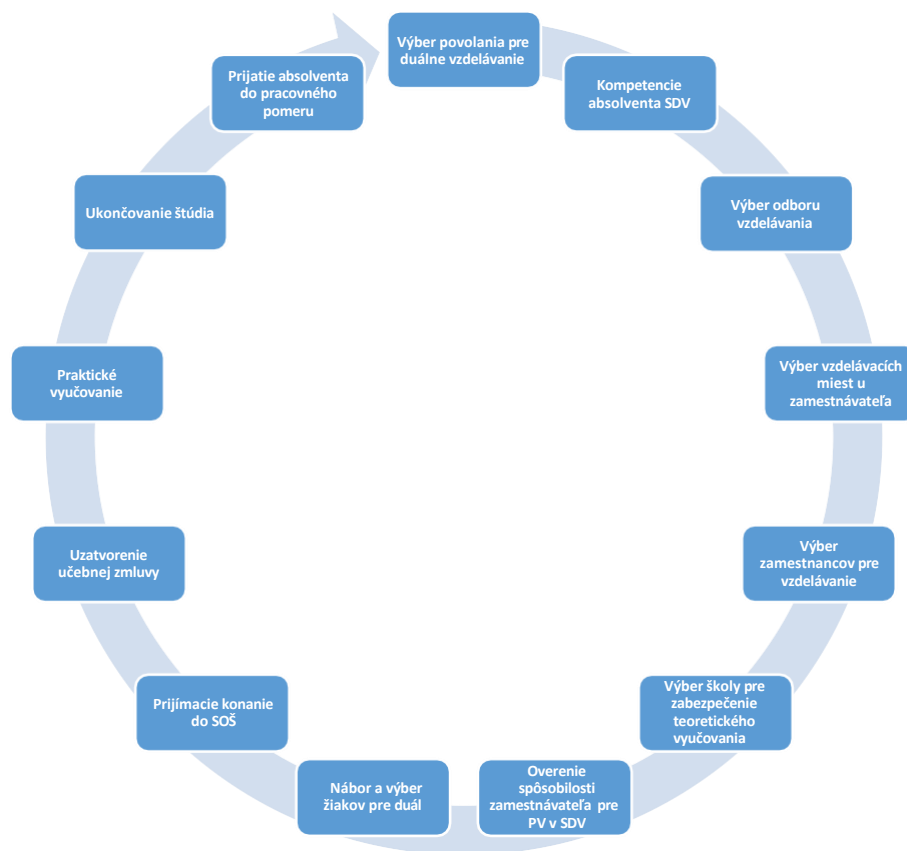 Výber povolania pre
duálne vzdelávanie
Kompetencie
absolventa SDV
Výber odboru
vzdelávania
Výber vzdelávacích
miest u
zamestnávateľa
Výber
zamestnancov pre
vzdelávanie
Výber školy pre
zabezpečenie
teoretického
vyučovania
Overenie
spôsobilosti
zamestnávateľa pre
PV v SDV
Nábor a výber
žiakov pre duál
Prijímacie konanie
do SOŠ
Uzatvorenie
učebnej zmluvy
Praktické
vyučovanie
Ukončovanie štúdia
Prijatie absolventa
do pracovného
pomeru